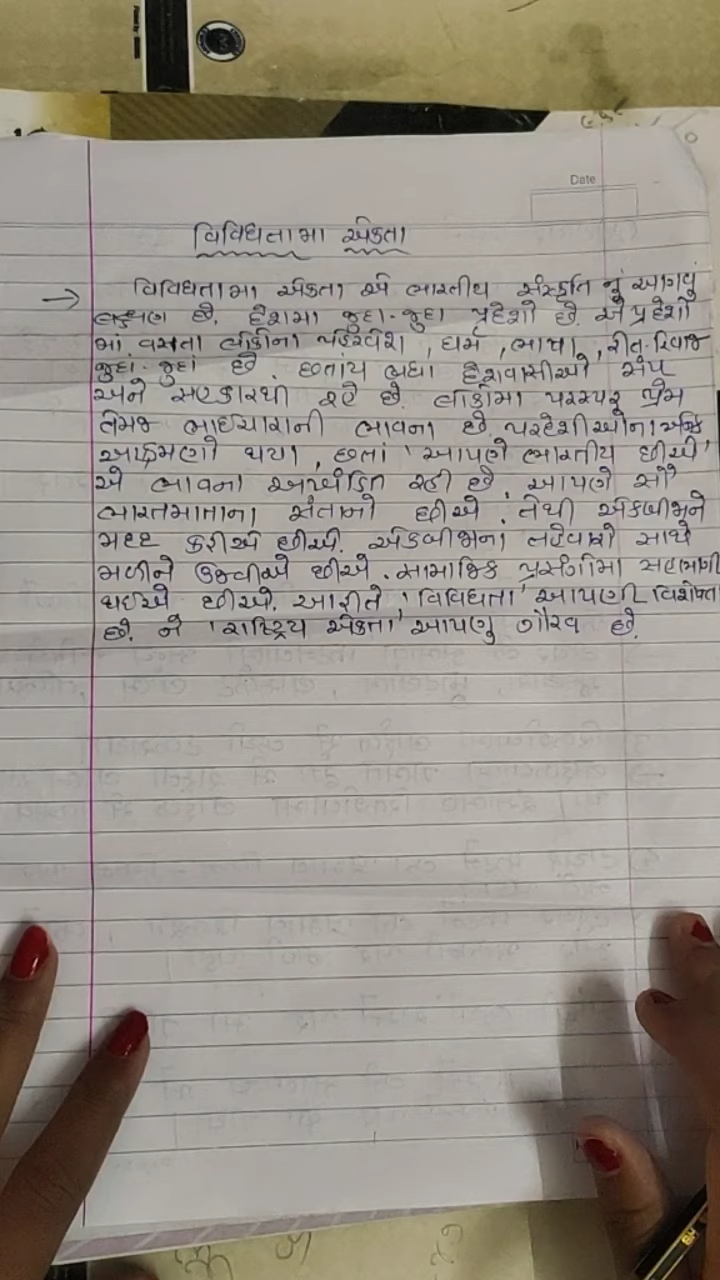 Date
વિવિધતામા એકતા
→ વિવિધતામા એકતા એ ભારતીય સંસ્કૃતિ નું આગવું
લક્ષણ છે. દેશમા જુદા-જુદા પ્રદેશો છે. એ પ્રદેશો
માં વસતા લોકોના પહેરવેશ, ધર્મ, ભાષા, રીત-રિવાજ
જુદા-જુદાં છે. છતાંય બધા દેશવાસીઓ સંપ
અને સહકારથી રહે છે. લોકોમા પરસ્પર પ્રેમ
તેમજ ભાઈચારાની ભાવના છે. પરદેશીઓના અનેક
આક્રમણો થયા, છતાં 'આપણે ભારતીય છીએ'
એ ભાવના અખંડિત રહી છે. આપણે સૌ
ભારતમાતાના સંતાનો છીએ. તેથી એકબીજાને
મદદ કરીએ છીએ. એકબીજાના તહેવારો સાથે
મળીને ઉજવીએ છીએ. સામાજિક પ્રસંગોમા સહભાગી
થઈએ છીએ. આરીતે 'વિવિધતા' આપણી વિશેષતા
છે. ને 'રાષ્ટ્રિય એકતા' આપણુ ગૌરવ છે.
HB